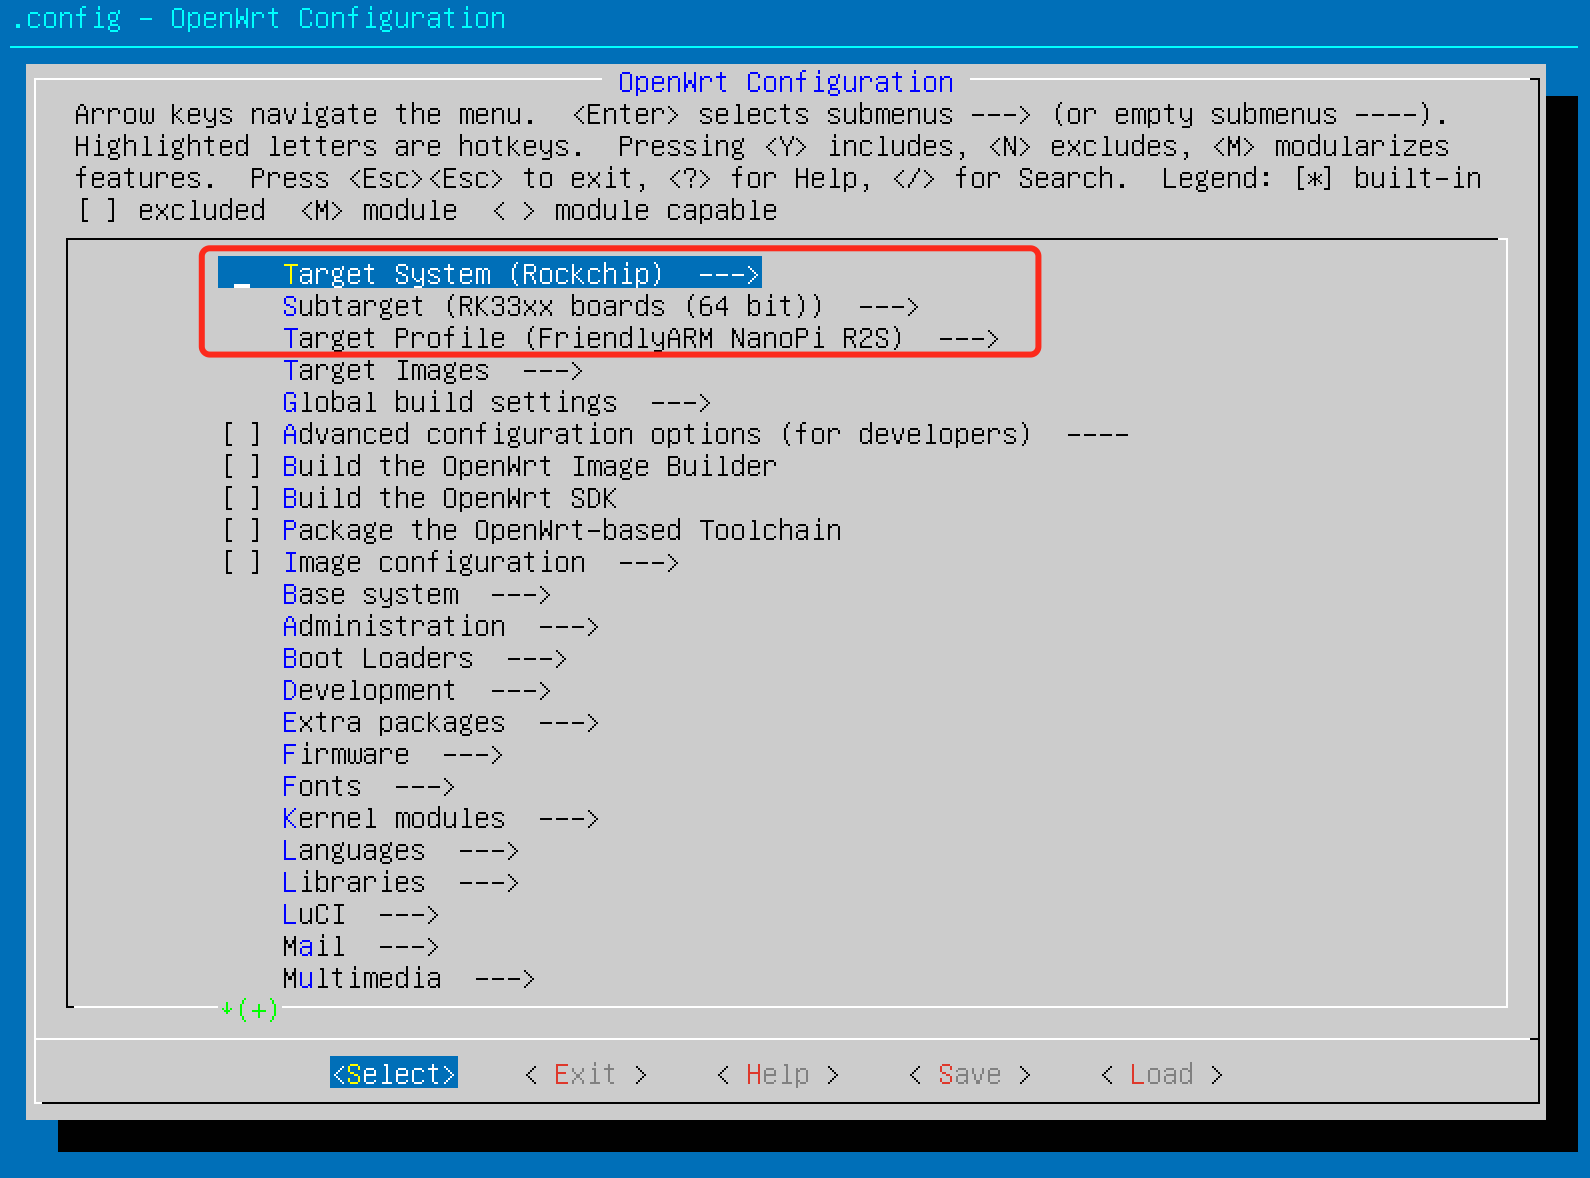 .config - OpenWrt Configuration
OpenWrt Configuration
Arrow keys navigate the menu.  <Enter> selects submenus ---> (or empty submenus ----).
Highlighted letters are hotkeys.  Pressing <Y> includes, <N> excludes, <M> modularizes
features.  Press <Esc><Esc> to exit, <?> for Help, </> for Search.  Legend: [*] built-in
[ ] excluded  <M> module  < > module capable
Target System (Rockchip)  --->
Subtarget (RK33xx boards (64 bit))  --->
Target Profile (FriendlyARM NanoPi R2S)  --->
Target Images  --->
Global build settings  --->
[ ] Advanced configuration options (for developers)  ----
[ ] Build the OpenWrt Image Builder
[ ] Build the OpenWrt SDK
[ ] Package the OpenWrt-based Toolchain
[ ] Image configuration  --->
Base system  --->
Administration  --->
Boot Loaders  --->
Development  --->
Extra packages  --->
Firmware  --->
Fonts  --->
Kernel modules  --->
Languages  --->
Libraries  --->
LuCI  --->
Mail  --->
Multimedia  --->
↓(+)
<Select>    < Exit >    < Help >    < Save >    < Load >